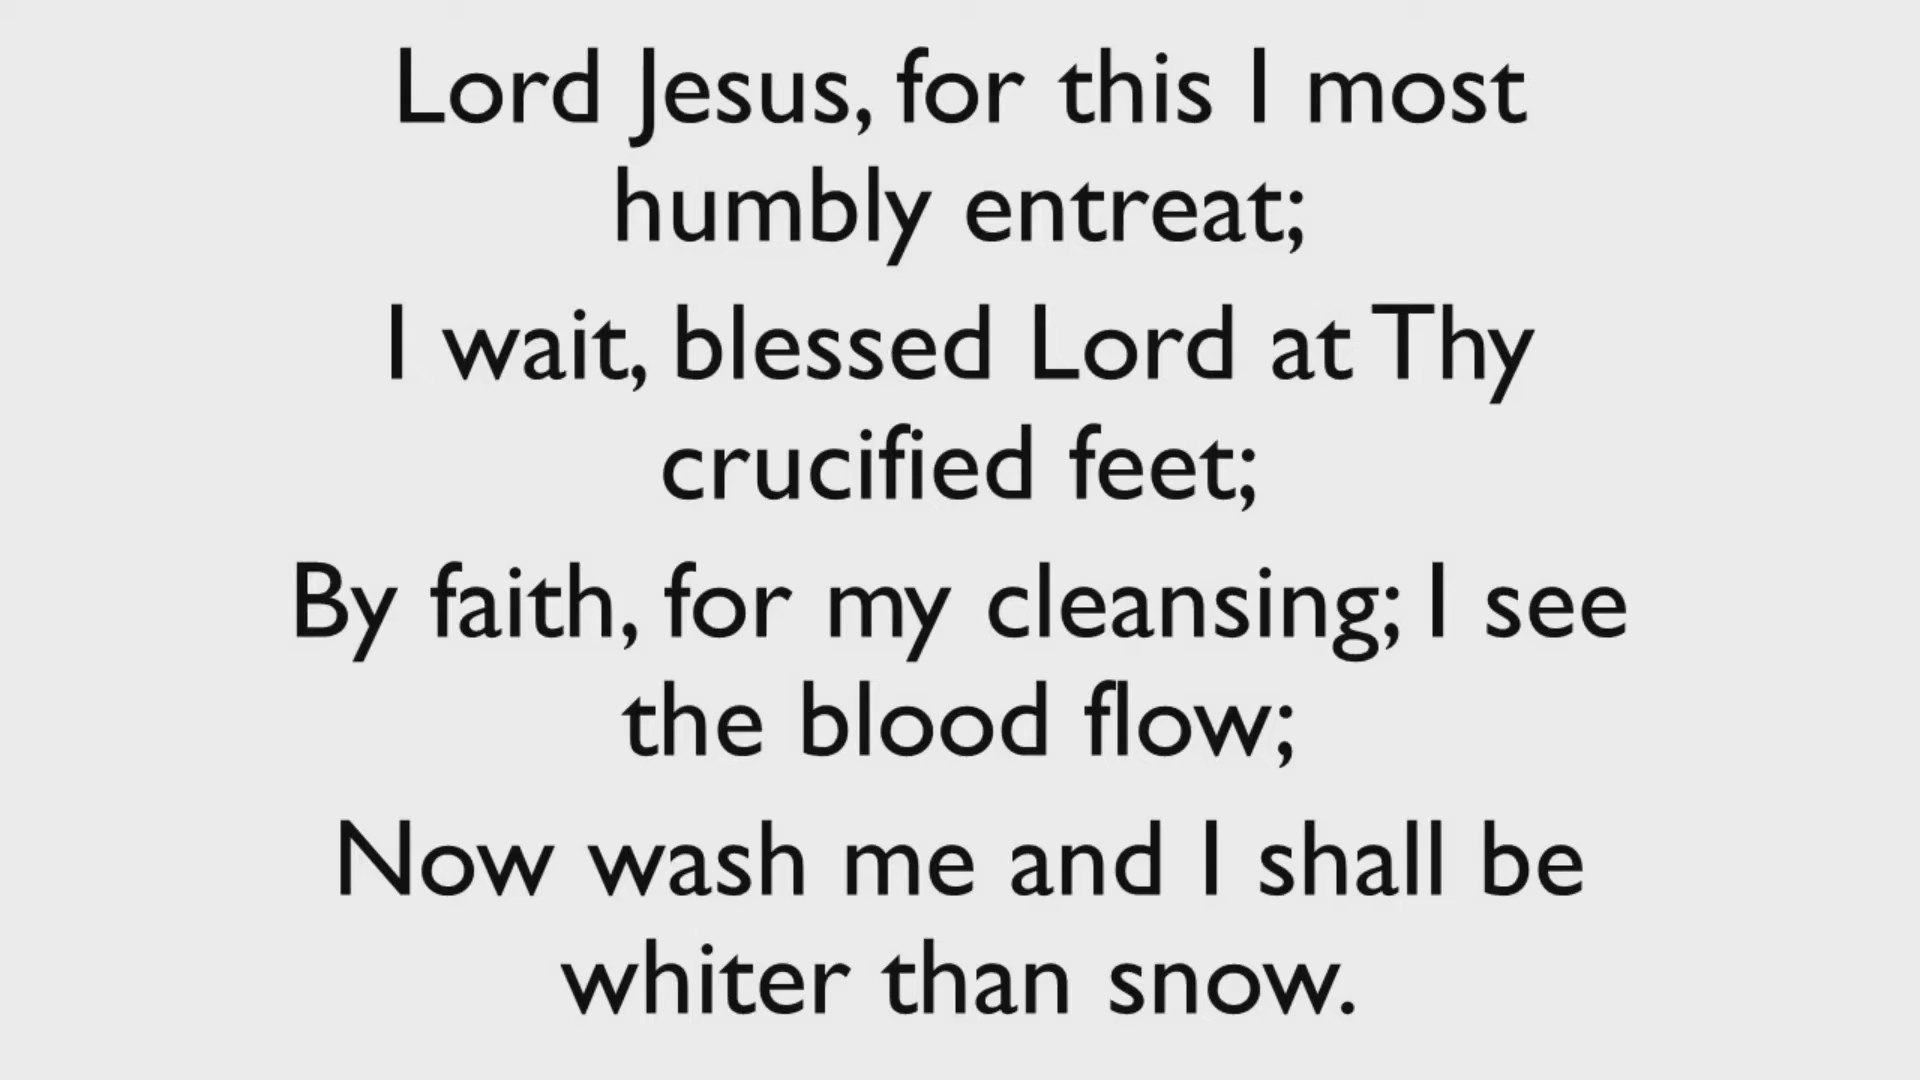 Lord Jesus, for this I most
humbly entreat;
I wait, blessed Lord at Thy
crucified feet;
By faith, for my cleansing; I see
the blood flow;
Now wash me and I shall be
whiter than snow.